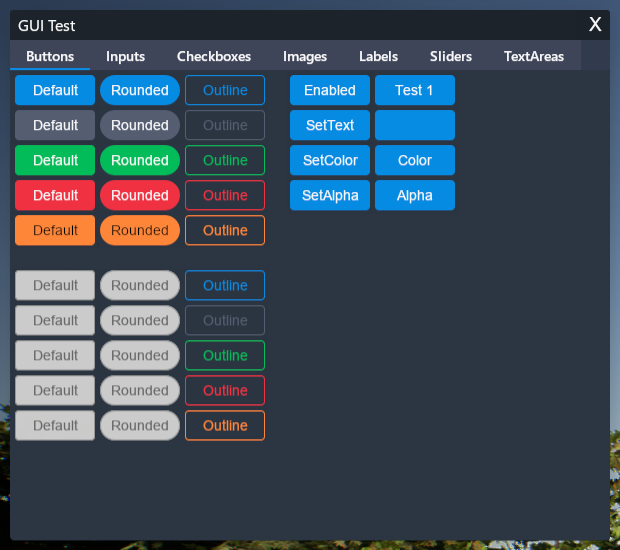 GUI Test X
Buttons Inputs Checkboxes Images Labels Sliders TextAreas
Default Rounded Outline Enabled Test 1
Default Rounded Outline SetText
Default Rounded Outline SetColor Color
Default Rounded Outline SetAlpha Alpha
Default Rounded Outline
Default Rounded Outline
Default Rounded Outline
Default Rounded Outline
Default Rounded Outline
Default Rounded Outline